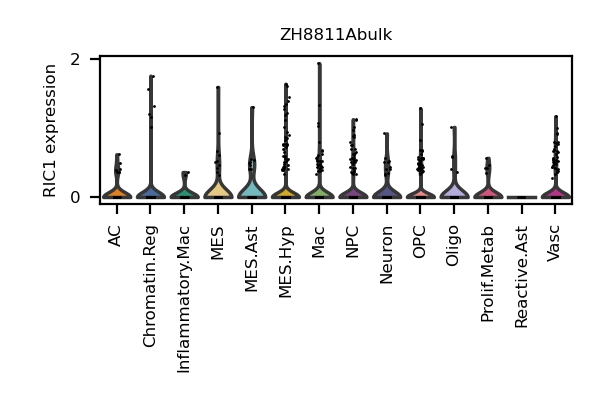 ZH8811Abulk
RIC1 expression
2
0
AC
Chromatin.Reg
Inflammatory.Mac
MES
MES.Ast
MES.Hyp
Mac
NPC
Neuron
OPC
Oligo
Prolif.Metab
Reactive.Ast
Vasc